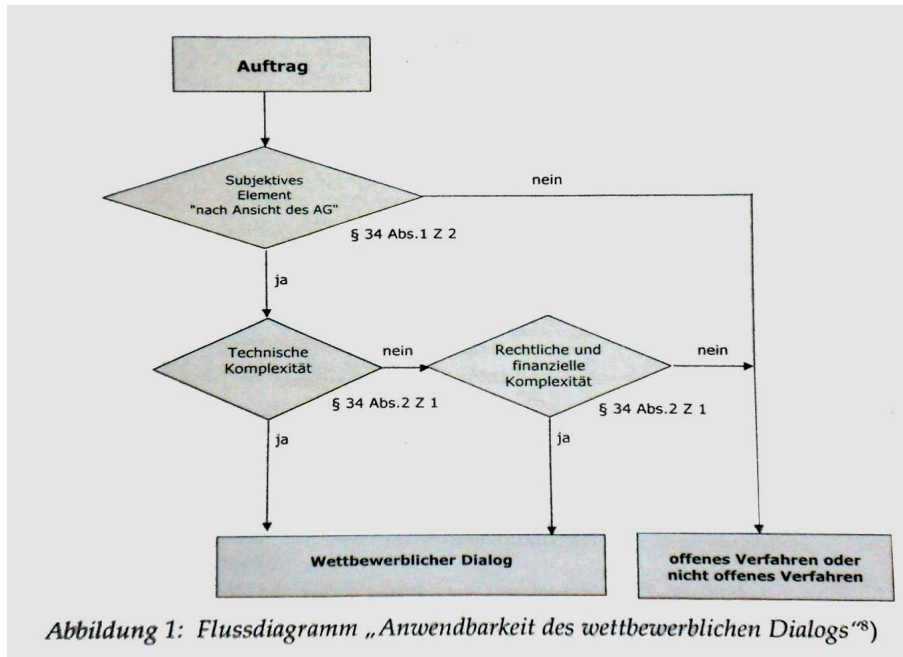 Auftrag
Subjektives
Element
"nach Ansicht des AG"
nein
§ 34 Abs.1 Z 2
ja
Technische
Komplexität
nein
Rechtliche und
finanzielle
Komplexität
nein
§ 34 Abs.2 Z 1
§ 34 Abs.2 Z 1
ja
ja
Wettbewerblicher Dialog
offenes Verfahren oder
nicht offenes Verfahren
Abbildung 1: Flussdiagramm „Anwendbarkeit des wettbewerblichen Dialogs“⁸)